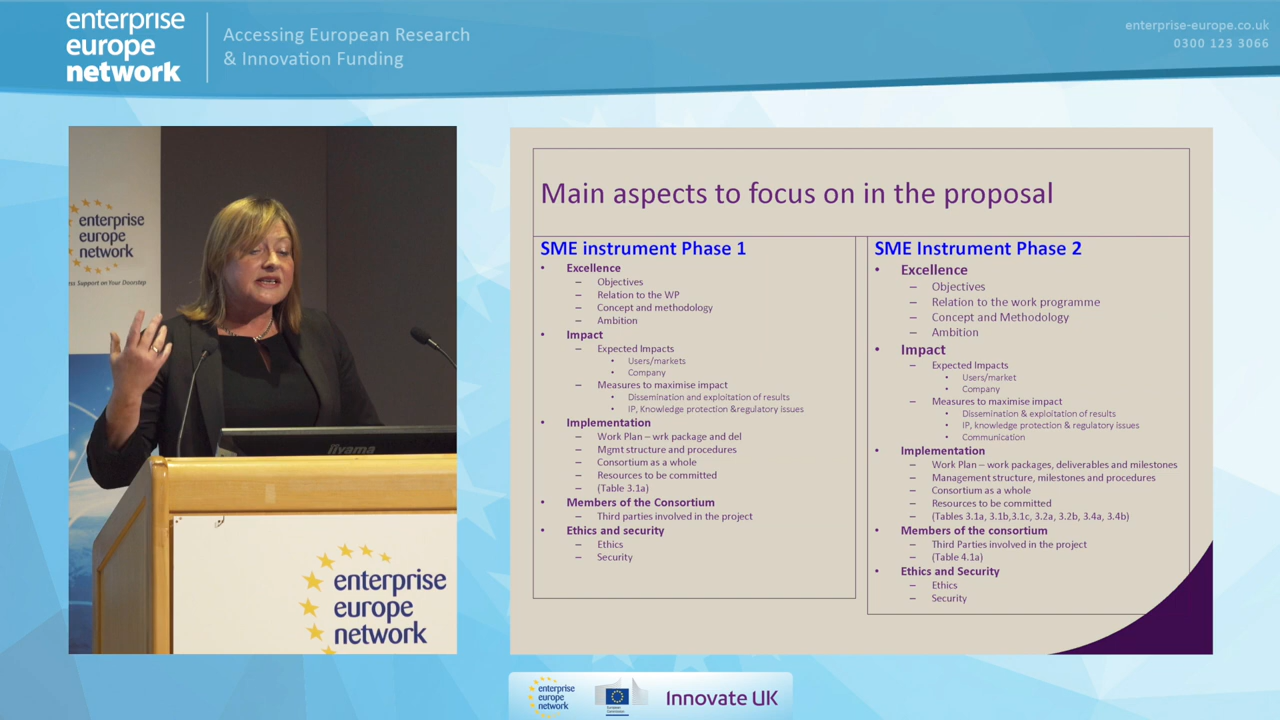 enterprise
europe
network
Accessing European Research
& Innovation Funding
enterprise-europe.co.uk
0300 123 3066
enterprise
europe
network
ss Support on Your Doorstep
iiyama
enterprise
europe
network
Main aspects to focus on in the proposal
SME instrument Phase 1
• Excellence
– Objectives
– Relation to the WP
– Concept and methodology
– Ambition
• Impact
– Expected Impacts
• Users/markets
• Company
– Measures to maximise impact
• Dissemination and exploitation of results
• IP, Knowledge protection &regulatory issues
• Implementation
– Work Plan – wrk package and del
– Mgmt structure and procedures
– Consortium as a whole
– Resources to be committed
– (Table 3.1a)
• Members of the Consortium
– Third parties involved in the project
• Ethics and security
– Ethics
– Security
SME Instrument Phase 2
• Excellence
– Objectives
– Relation to the work programme
– Concept and Methodology
– Ambition
• Impact
– Expected Impacts
• Users/market
• Company
– Measures to maximise impact
• Dissemination & exploitation of results
• IP, knowledge protection & regulatory issues
• Communication
• Implementation
– Work Plan – work packages, deliverables and milestones
– Management structure, milestones and procedures
– Consortium as a whole
– Resources to be committed
– (Tables 3.1a, 3.1b,3.1c, 3.2a, 3.2b, 3.4a, 3.4b)
• Members of the consortium
– Third Parties involved in the project
– (Table 4.1a)
• Ethics and Security
– Ethics
– Security
enterprise
europe
network
European
Commission
Innovate UK